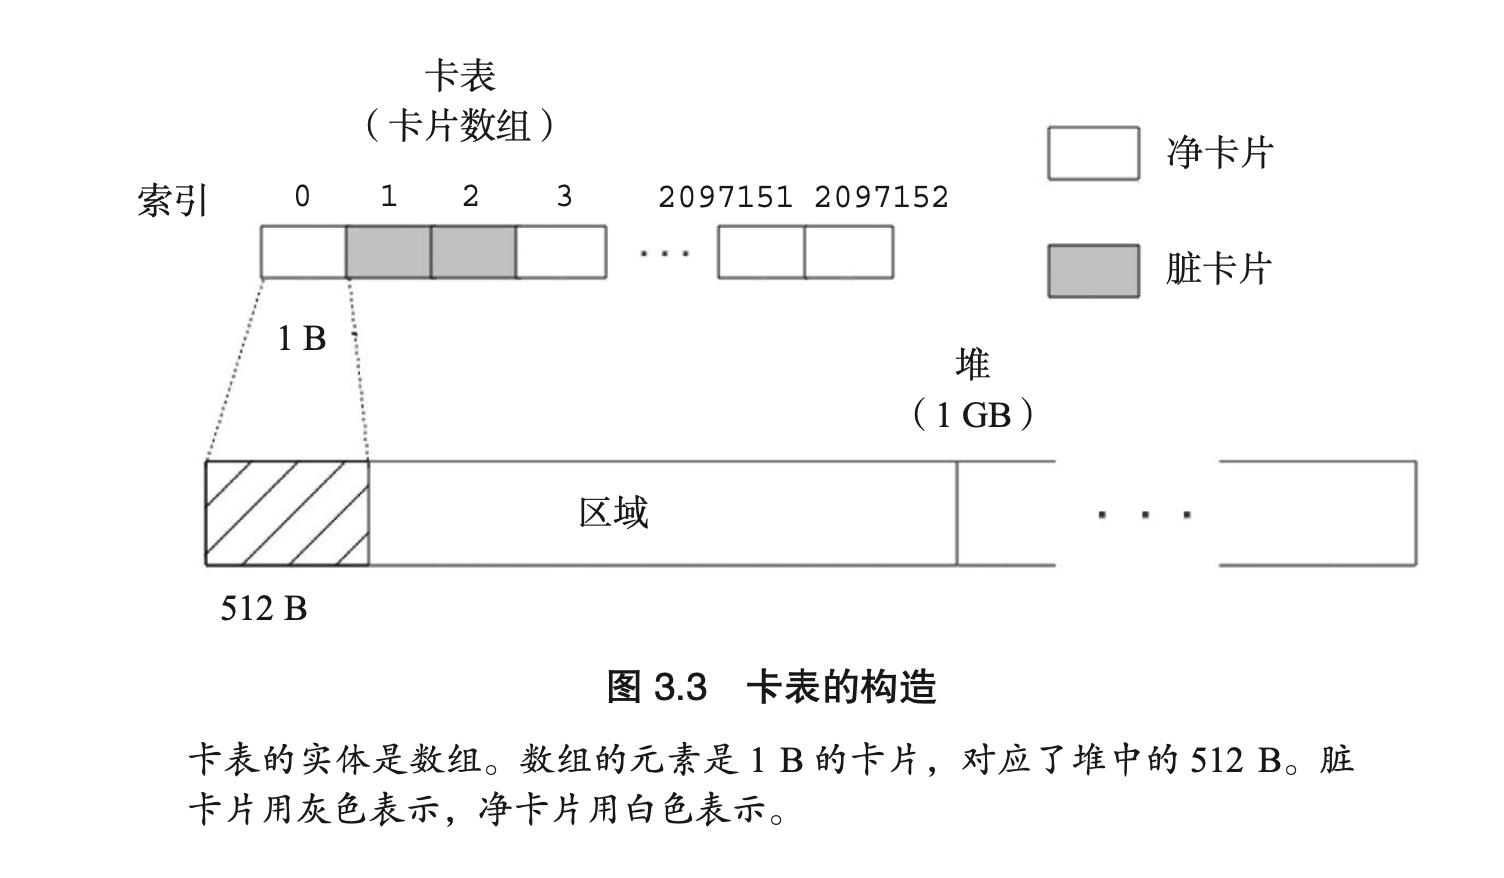 卡表
（卡片数组）
净卡片
索引 0 1 2 3 2097151 2097152
···
脏卡片
1 B
堆
（1 GB）
区域
· · ·
512 B
图 3.3 卡表的构造
卡表的实体是数组。数组的元素是 1 B 的卡片，对应了堆中的 512 B。脏
卡片用灰色表示，净卡片用白色表示。